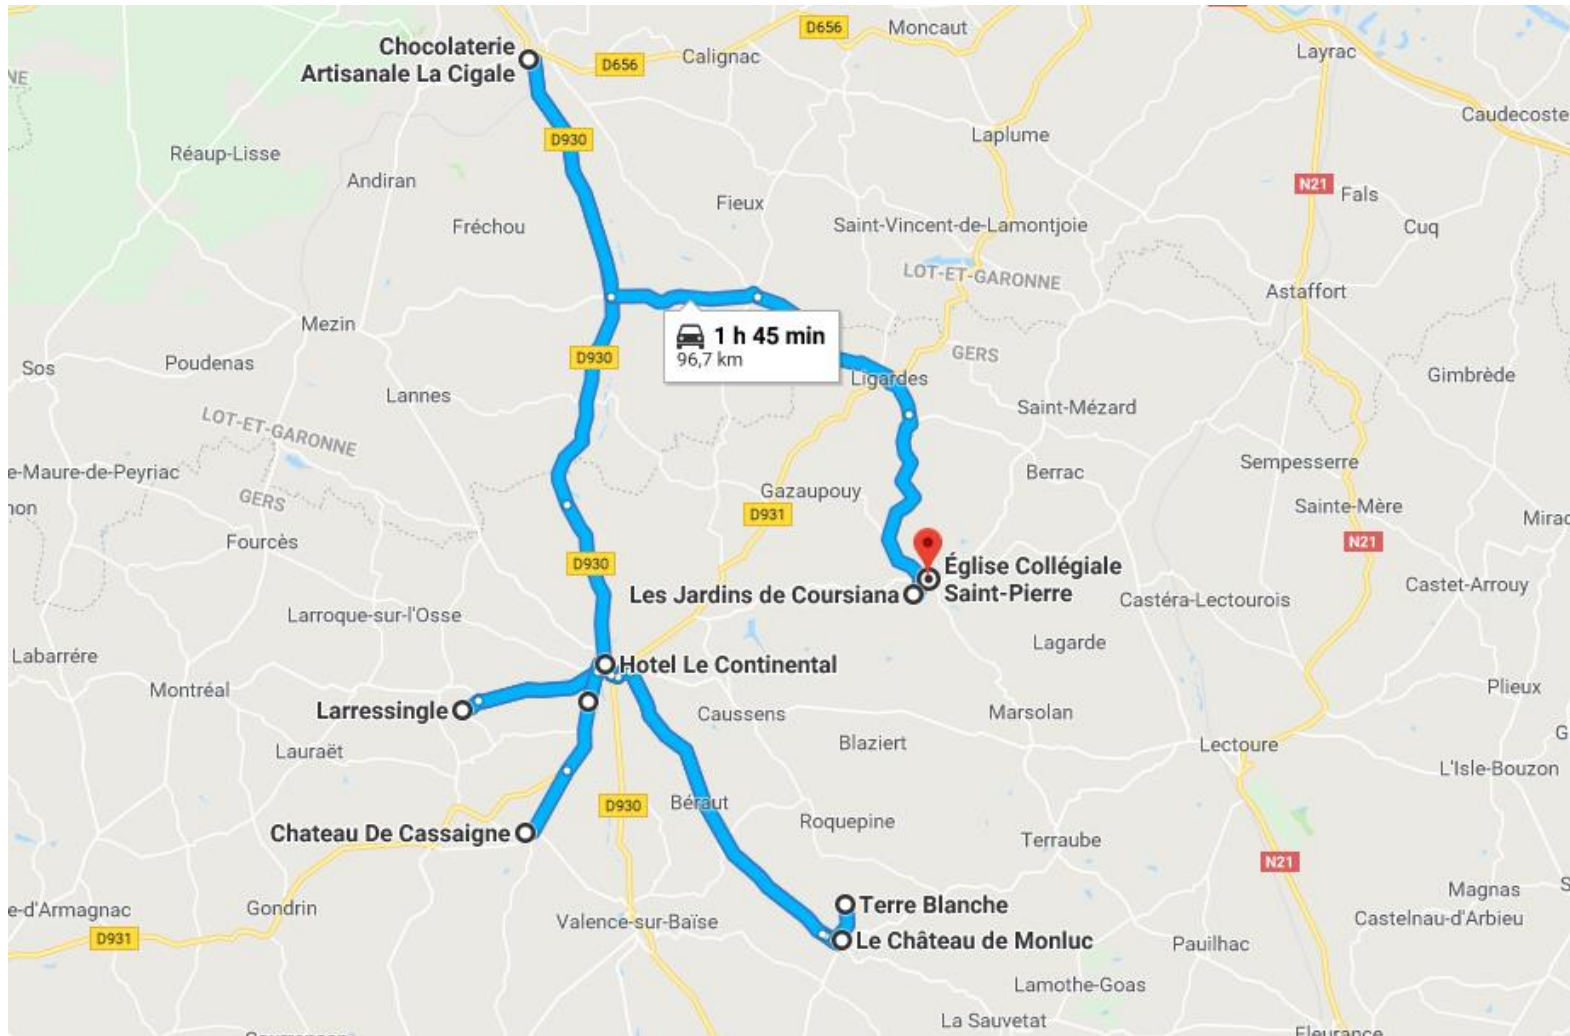 Chocolaterie
Artisanale La Cigale
D656
Moncaut
D656
Calignac
Layrac
NE
Caudecoste
Laplume
D930
Réaup-Lisse
Andiran
N21
Fals
Fieux
Fréchou
Saint-Vincent-de-Lamontjoie
Cuq
LOT-ET-GARONNE
Astaffort
Mezin
1 h 45 min
96,7 km
D930
GERS
Sos
Poudenas
Ligardes
Gimbrède
Lannes
Saint-Mézard
LOT-ET-GARONNE
e-Maure-de-Peyriac
Berrac
Sempesserre
GERS
Gazaupouy
D931
Sainte-Mère
non
Mirac
Fourcès
N21
D930
Église Collégiale
Saint-Pierre
Les Jardins de Coursiana
Castéra-Lectourois
Castet-Arrouy
Larroque-sur-l'Osse
Lagarde
Labarrére
Hotel Le Continental
Montréal
Plieux
Larressingle
Caussens
Marsolan
Lauraët
Blaziert
Lectoure
G
L'Isle-Bouzon
D930
Béraut
Roquepine
Chateau De Cassaigne
Terraube
N21
Magnas
S
e-d'Armagnac
Gondrin
Terre Blanche
Valence-sur-Baïse
Castelnau-d'Arbieu
D931
Le Château de Monluc
Pauilhac
Lamothe-Goas
La Sauvetat
Fleurance